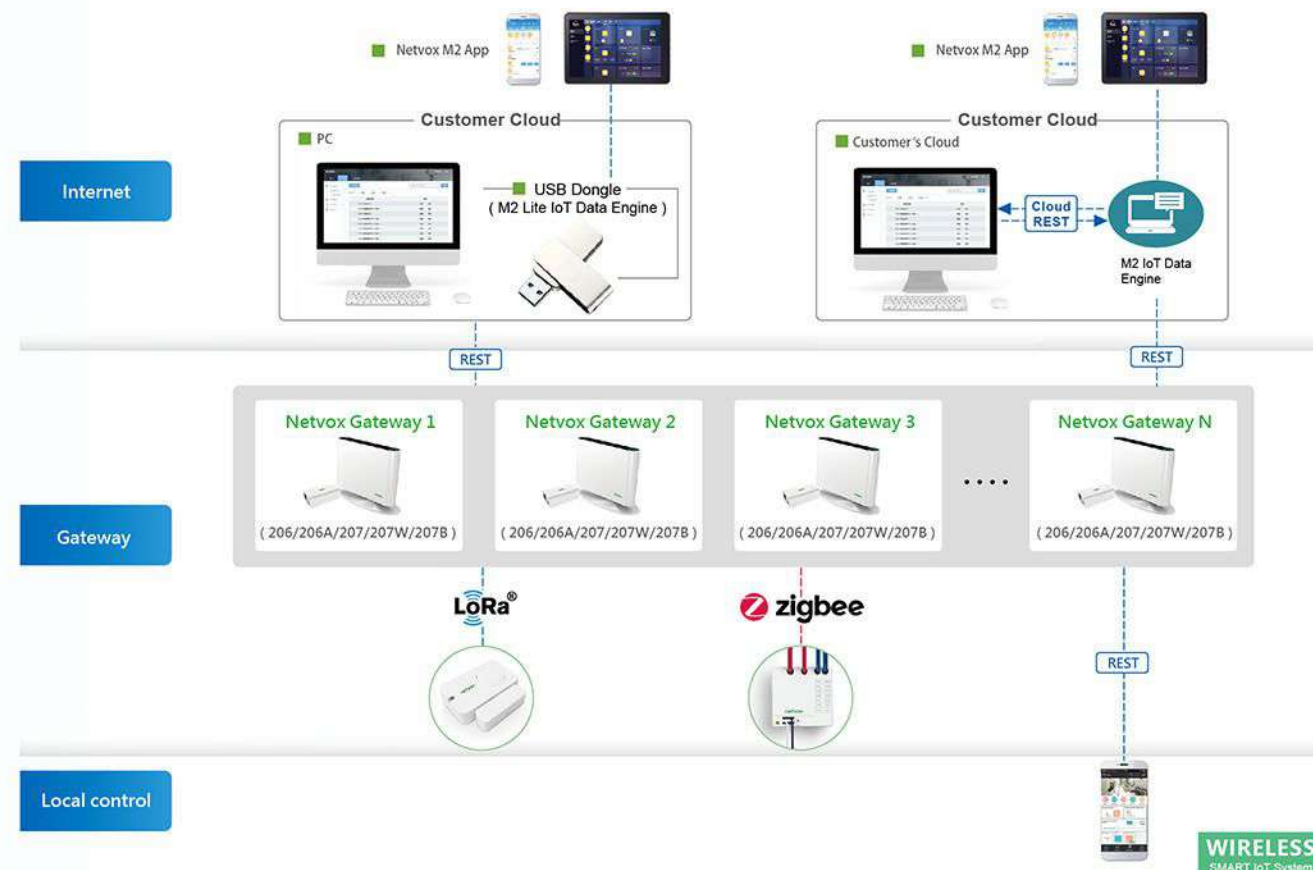 Netvox M2 App
Netvox M2 App
Customer Cloud
Customer Cloud
PC
Customer's Cloud
Internet
USB Dongle
( M2 Lite IoT Data Engine )
Cloud
REST
M2 IoT Data
Engine
REST
REST
Netvox Gateway 1
Netvox Gateway 2
Netvox Gateway 3
Netvox Gateway N
....
Gateway
( 206/206A/207/207W/207B )
( 206/206A/207/207W/207B )
( 206/206A/207/207W/207B )
( 206/206A/207/207W/207B )
LoRa®
zigbee
netvox
netvox
REST
Local control
WIRELESS
SMART IoT System